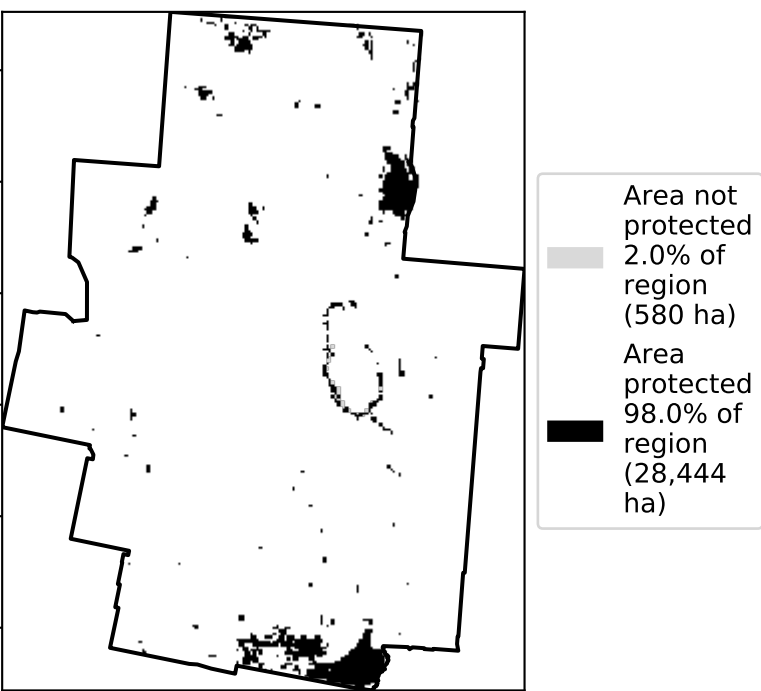 Area not
protected
2.0% of
region
(580 ha)
Area
protected
98.0% of
region
(28,444
ha)